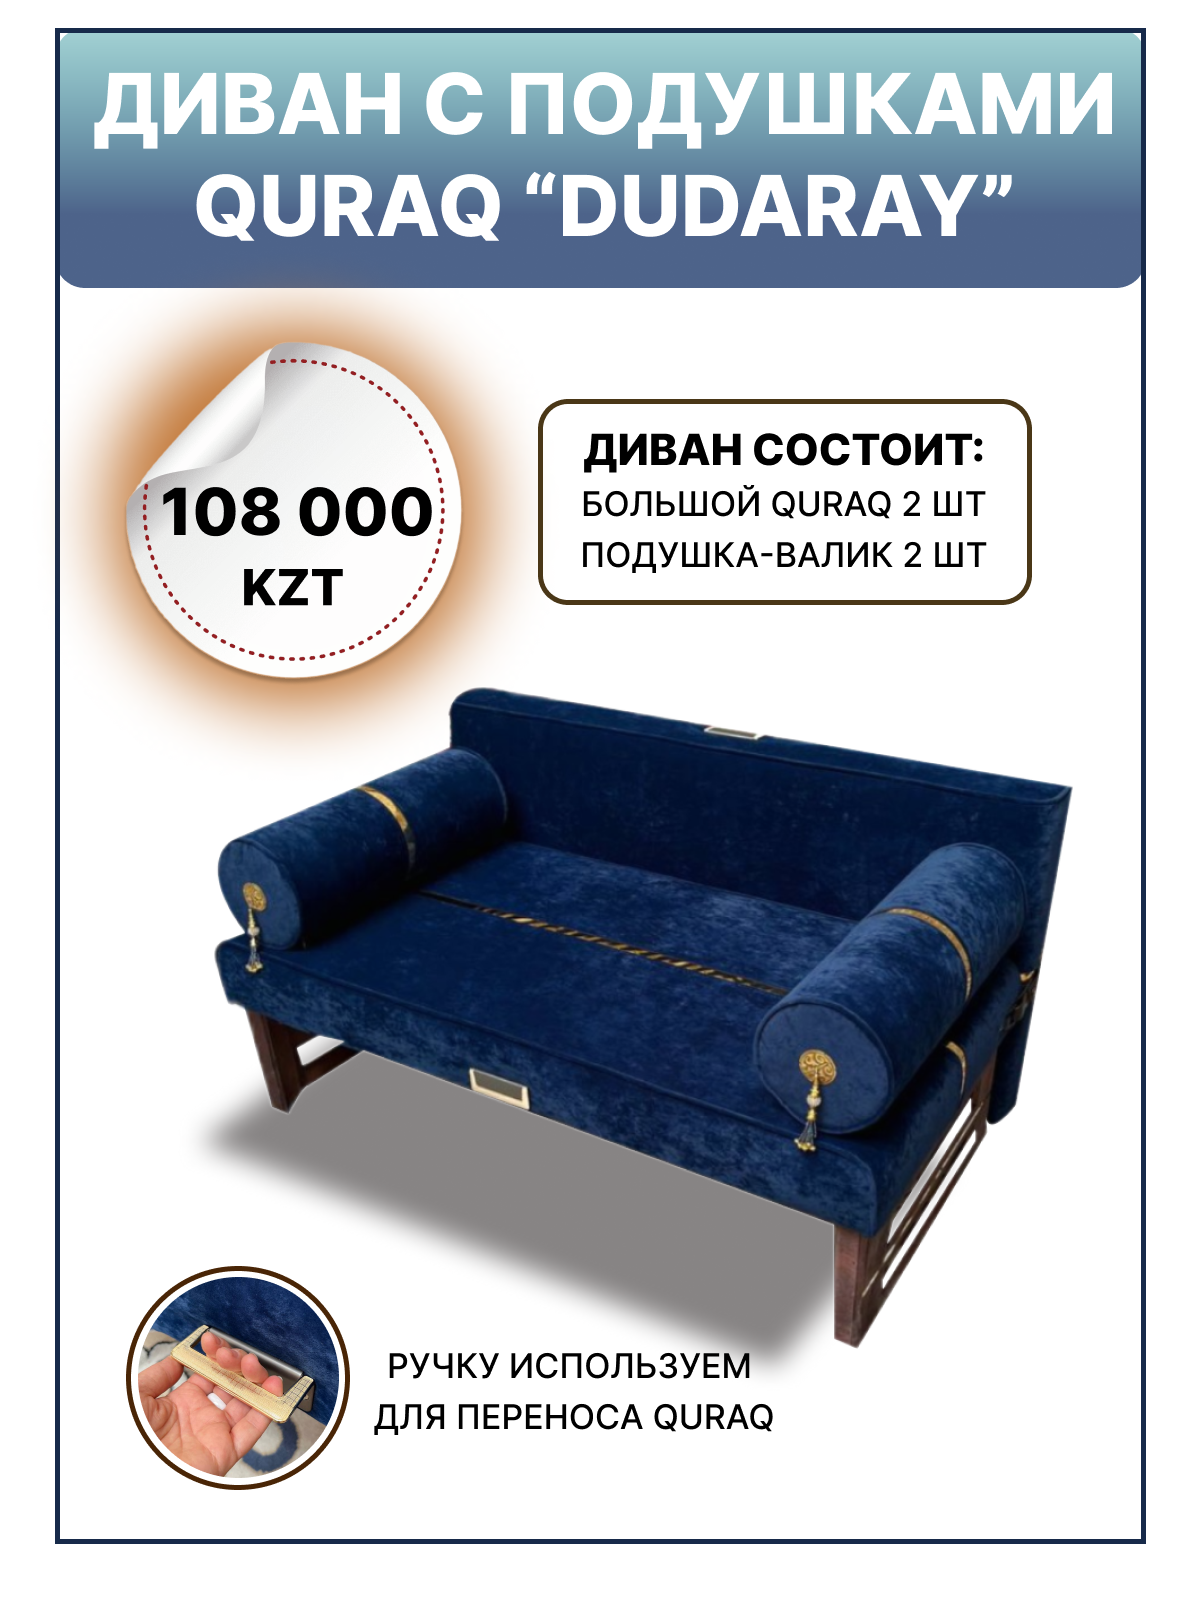 ДИВАН С ПОДУШКАМИ
QURAQ “DUDARAY”
108 000
KZT
ДИВАН СОСТОИТ:
БОЛЬШОЙ QURAQ 2 ШТ
ПОДУШКА-ВАЛИК 2 ШТ
РУЧКУ ИСПОЛЬЗУЕМ
ДЛЯ ПЕРЕНОСА QURAQ